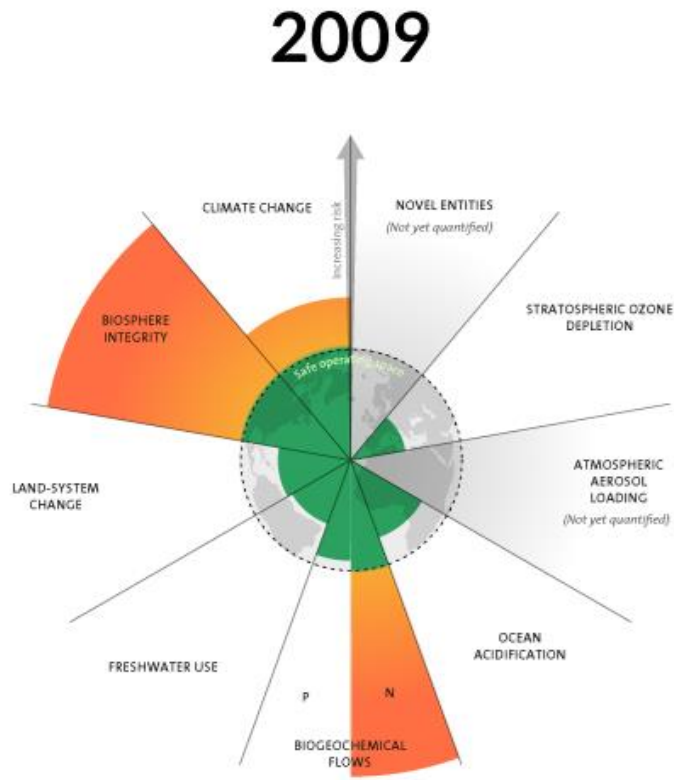 2009
CLIMATE CHANGE
Increasing risk
NOVEL ENTITIES
(Not yet quantified)
STRATOSPHERIC OZONE
DEPLETION
BIOSPHERE
INTEGRITY
Safe operating space
ATMOSPHERIC
AEROSOL
LOADING
(Not yet quantified)
LAND-SYSTEM
CHANGE
OCEAN
ACIDIFICATION
FRESHWATER USE
P
N
BIOGEOCHEMICAL
FLOWS